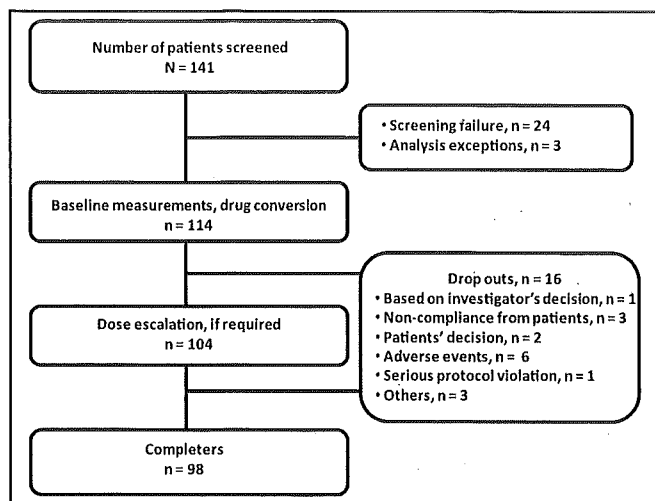 Number of patients screened
N = 141
• Screening failure, n = 24
• Analysis exceptions, n = 3
Baseline measurements, drug conversion
n = 114
Drop outs, n = 16
• Based on investigator's decision, n = 1
• Non-compliance from patients, n = 3
• Patients' decision, n = 2
• Adverse events, n = 6
• Serious protocol violation, n = 1
• Others, n = 3
Dose escalation, if required
n = 104
Completers
n = 98